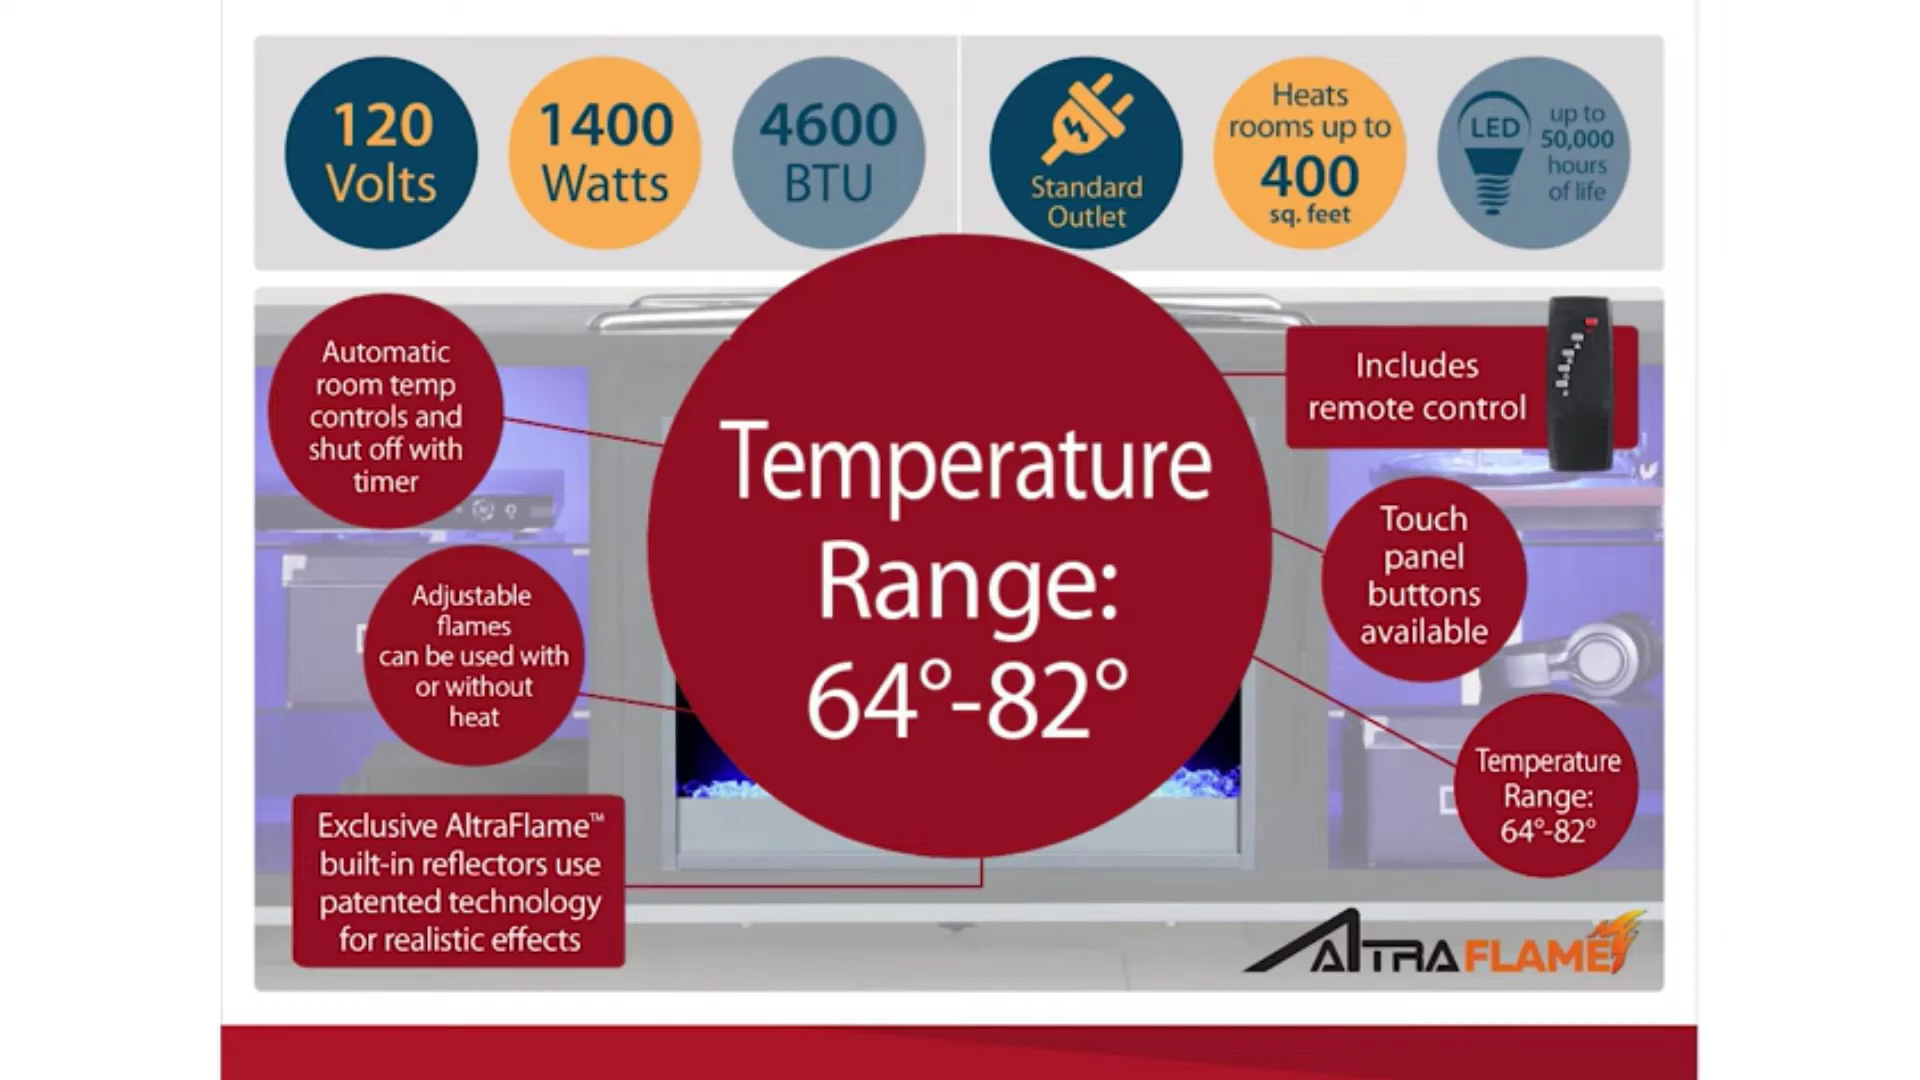 120
Volts
1400
Watts
4600
BTU
Standard
Outlet
Heats
rooms up to
400
sq. feet
LED
up to
50,000
hours
of life
Automatic
room temp
controls and
shut off with
timer
Adjustable
flames
can be used with
or without
heat
Exclusive AltraFlame™
built-in reflectors use
patented technology
for realistic effects
Temperature
Range:
64°-82°
Includes
remote control
Touch
panel
buttons
available
Temperature
Range:
64°-82°
ALTRAFLAME